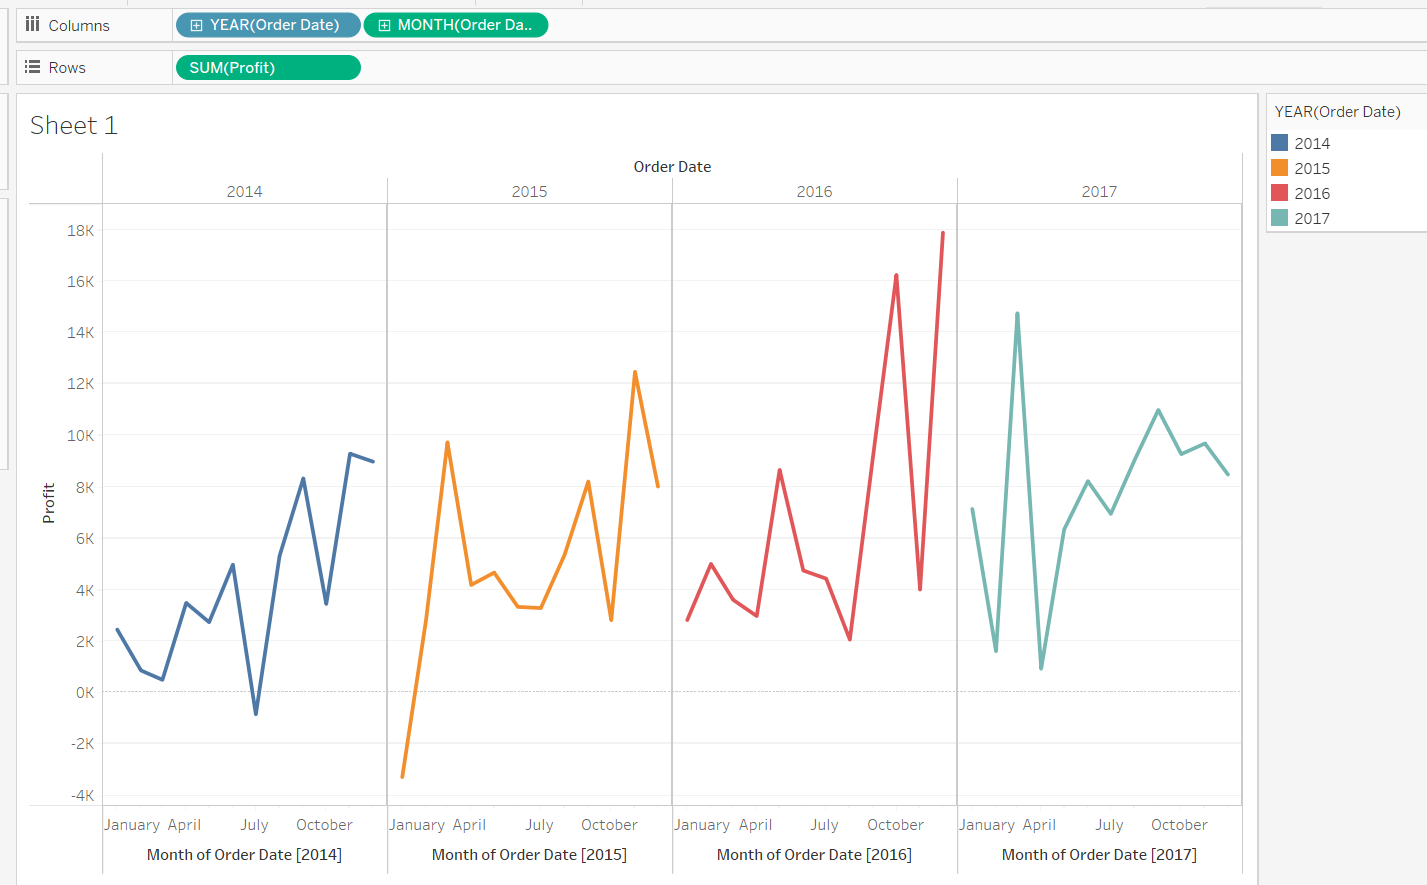 Columns YEAR(Order Date) MONTH(Order Da..
Rows SUM(Profit)
Sheet 1
Order Date
2014 2015 2016 2017
18K
16K
14K
12K
10K
8K
6K
4K
2K
0K
-2K
-4K
Profit
January April July October January April July October January April July October January April July October
Month of Order Date [2014] Month of Order Date [2015] Month of Order Date [2016] Month of Order Date [2017]
YEAR(Order Date)
2014
2015
2016
2017